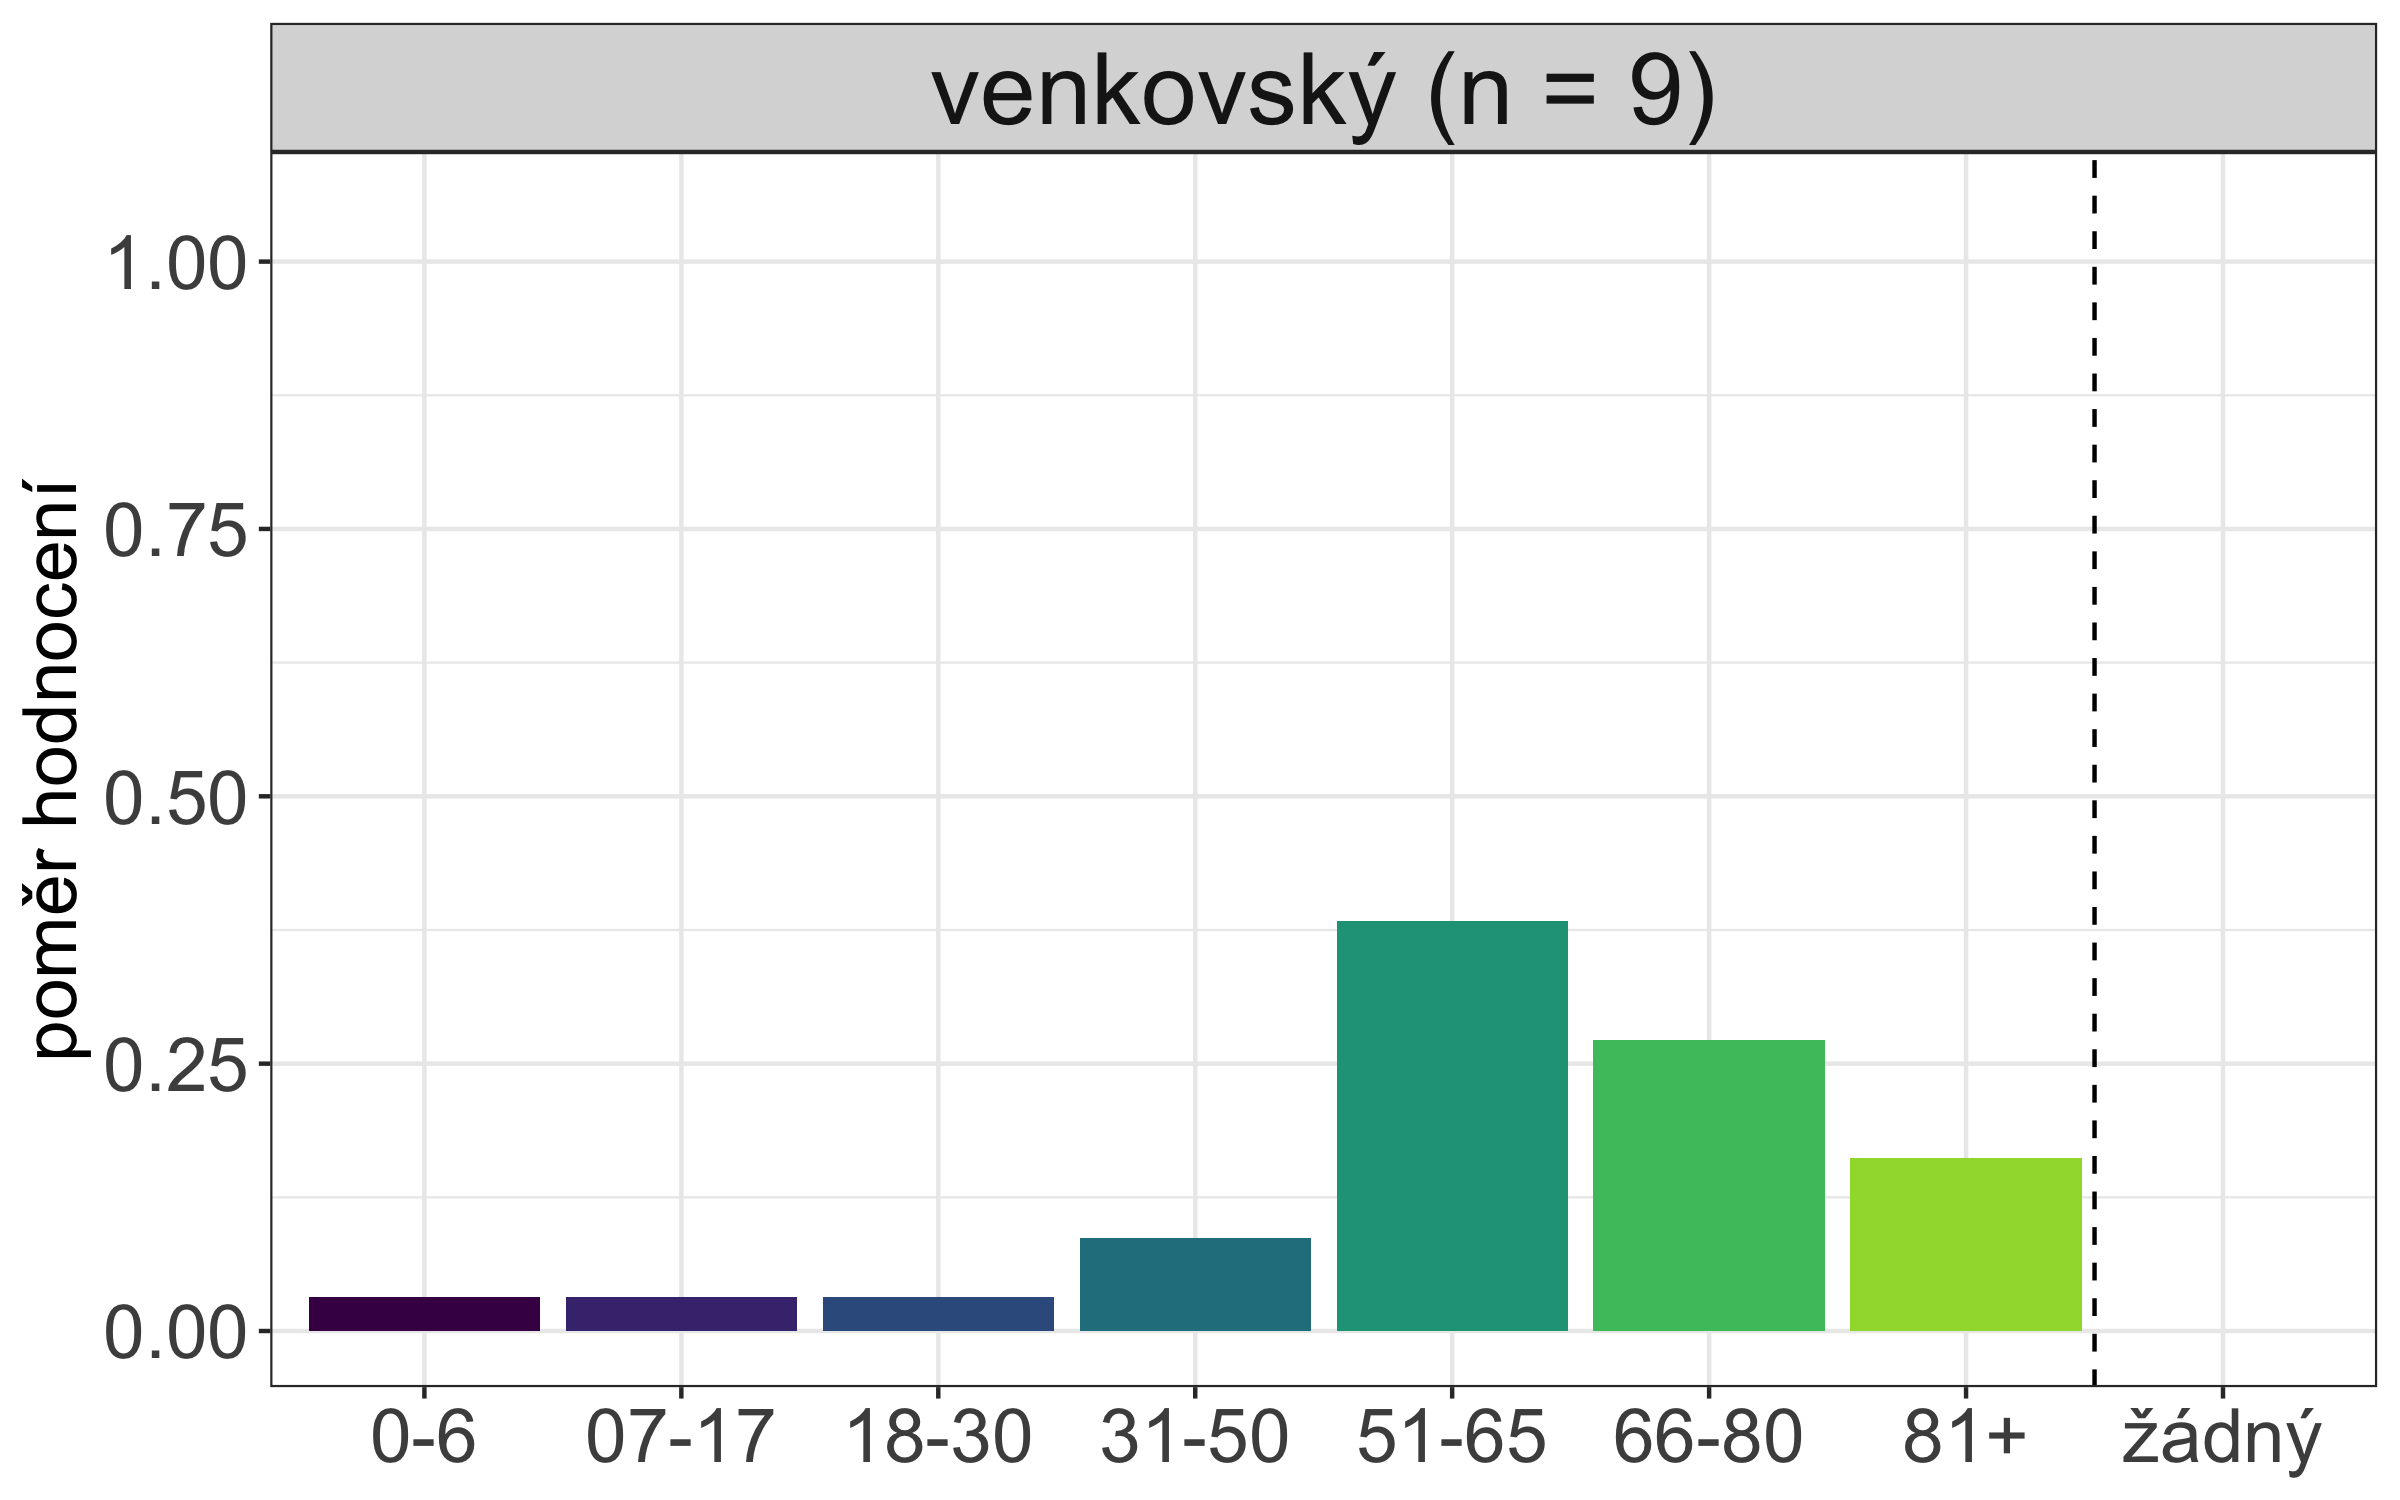 venkovský (n = 9)
poměr hodnocení
1.00
0.75
0.50
0.25
0.00
0-6 07-17 18-30 31-50 51-65 66-80 81+ žádný